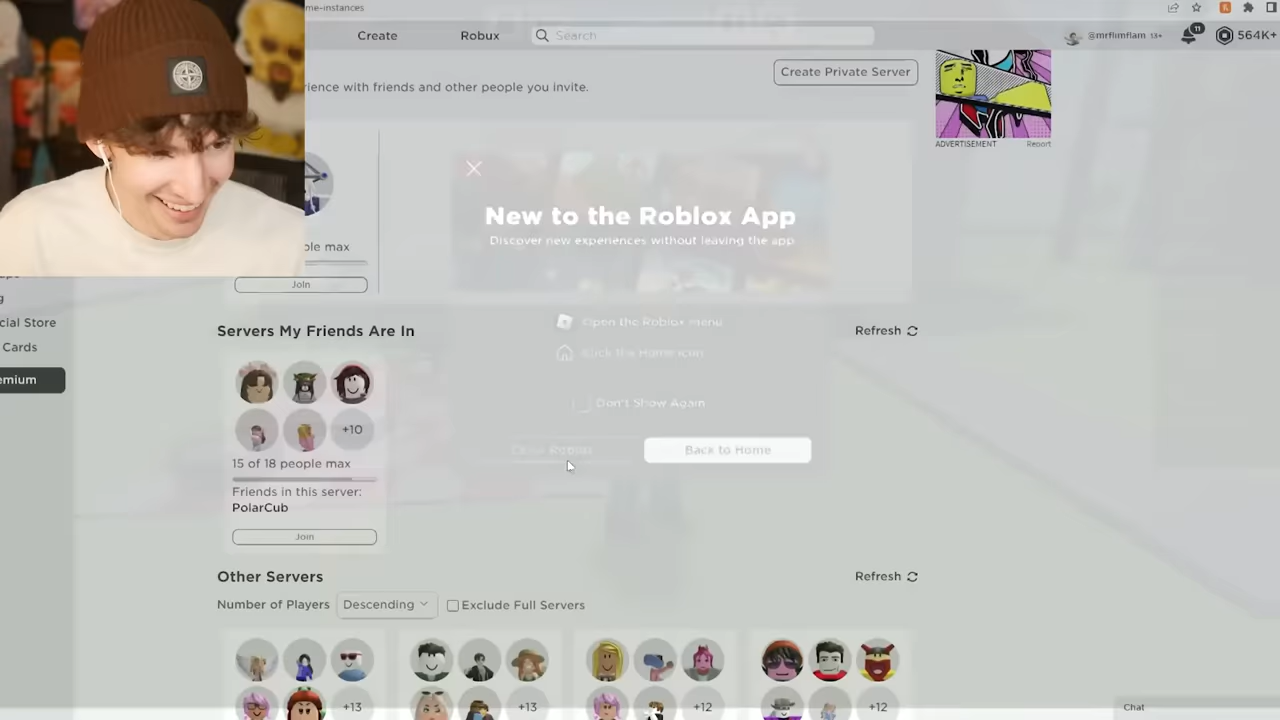 me-instances
Create
Robux
Search
@mrflimflam 13+
11
564K+
rience with friends and other people you invite.
Create Private Server
ADVERTISEMENT
Report
New to the Roblox App
Discover new experiences without leaving the app
ple max
Join
Open the Roblox menu
Click the Home icon
Don't Show Again
Close Roblox
Back to Home
g
cial Store
Cards
emium
Servers My Friends Are In
Refresh
+10
15 of 18 people max
Friends in this server:
PolarCub
Join
Other Servers
Refresh
Number of Players
Descending
Exclude Full Servers
+13
+13
+12
+12
Chat